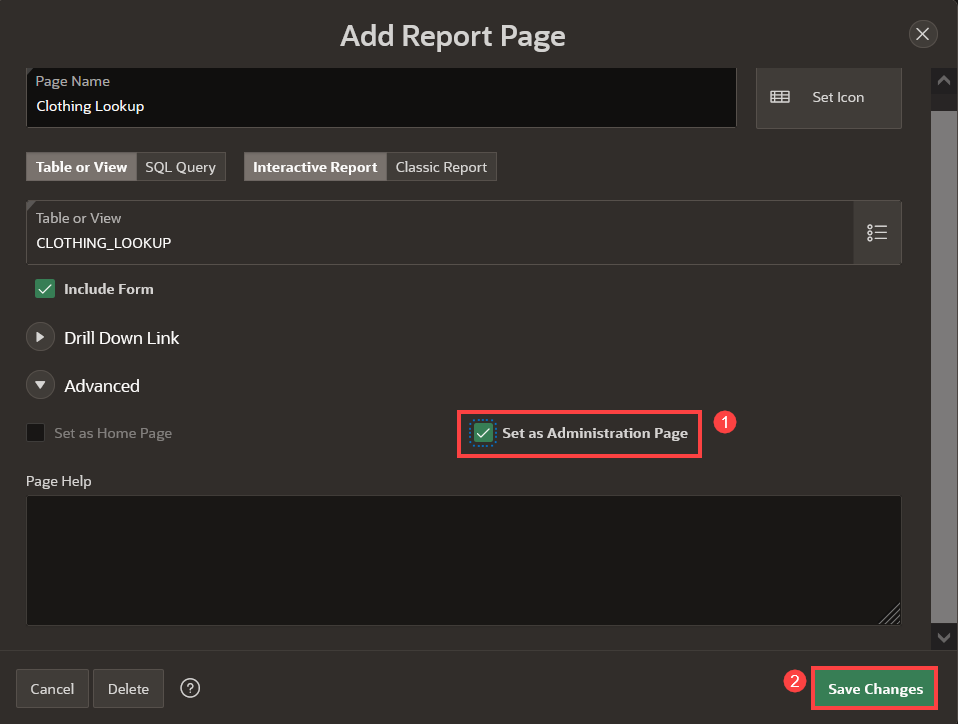 Add Report Page
Page Name
Clothing Lookup
Set Icon
Table or View SQL Query Interactive Report Classic Report
Table or View
CLOTHING_LOOKUP
Include Form
Drill Down Link
Advanced
Set as Home Page Set as Administration Page 1
Page Help
Cancel Delete ? 2 Save Changes